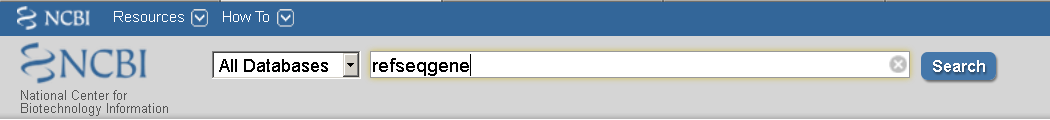 NCBI Resources How To
NCBI All Databases refseqgene Search
National Center for
Biotechnology Information